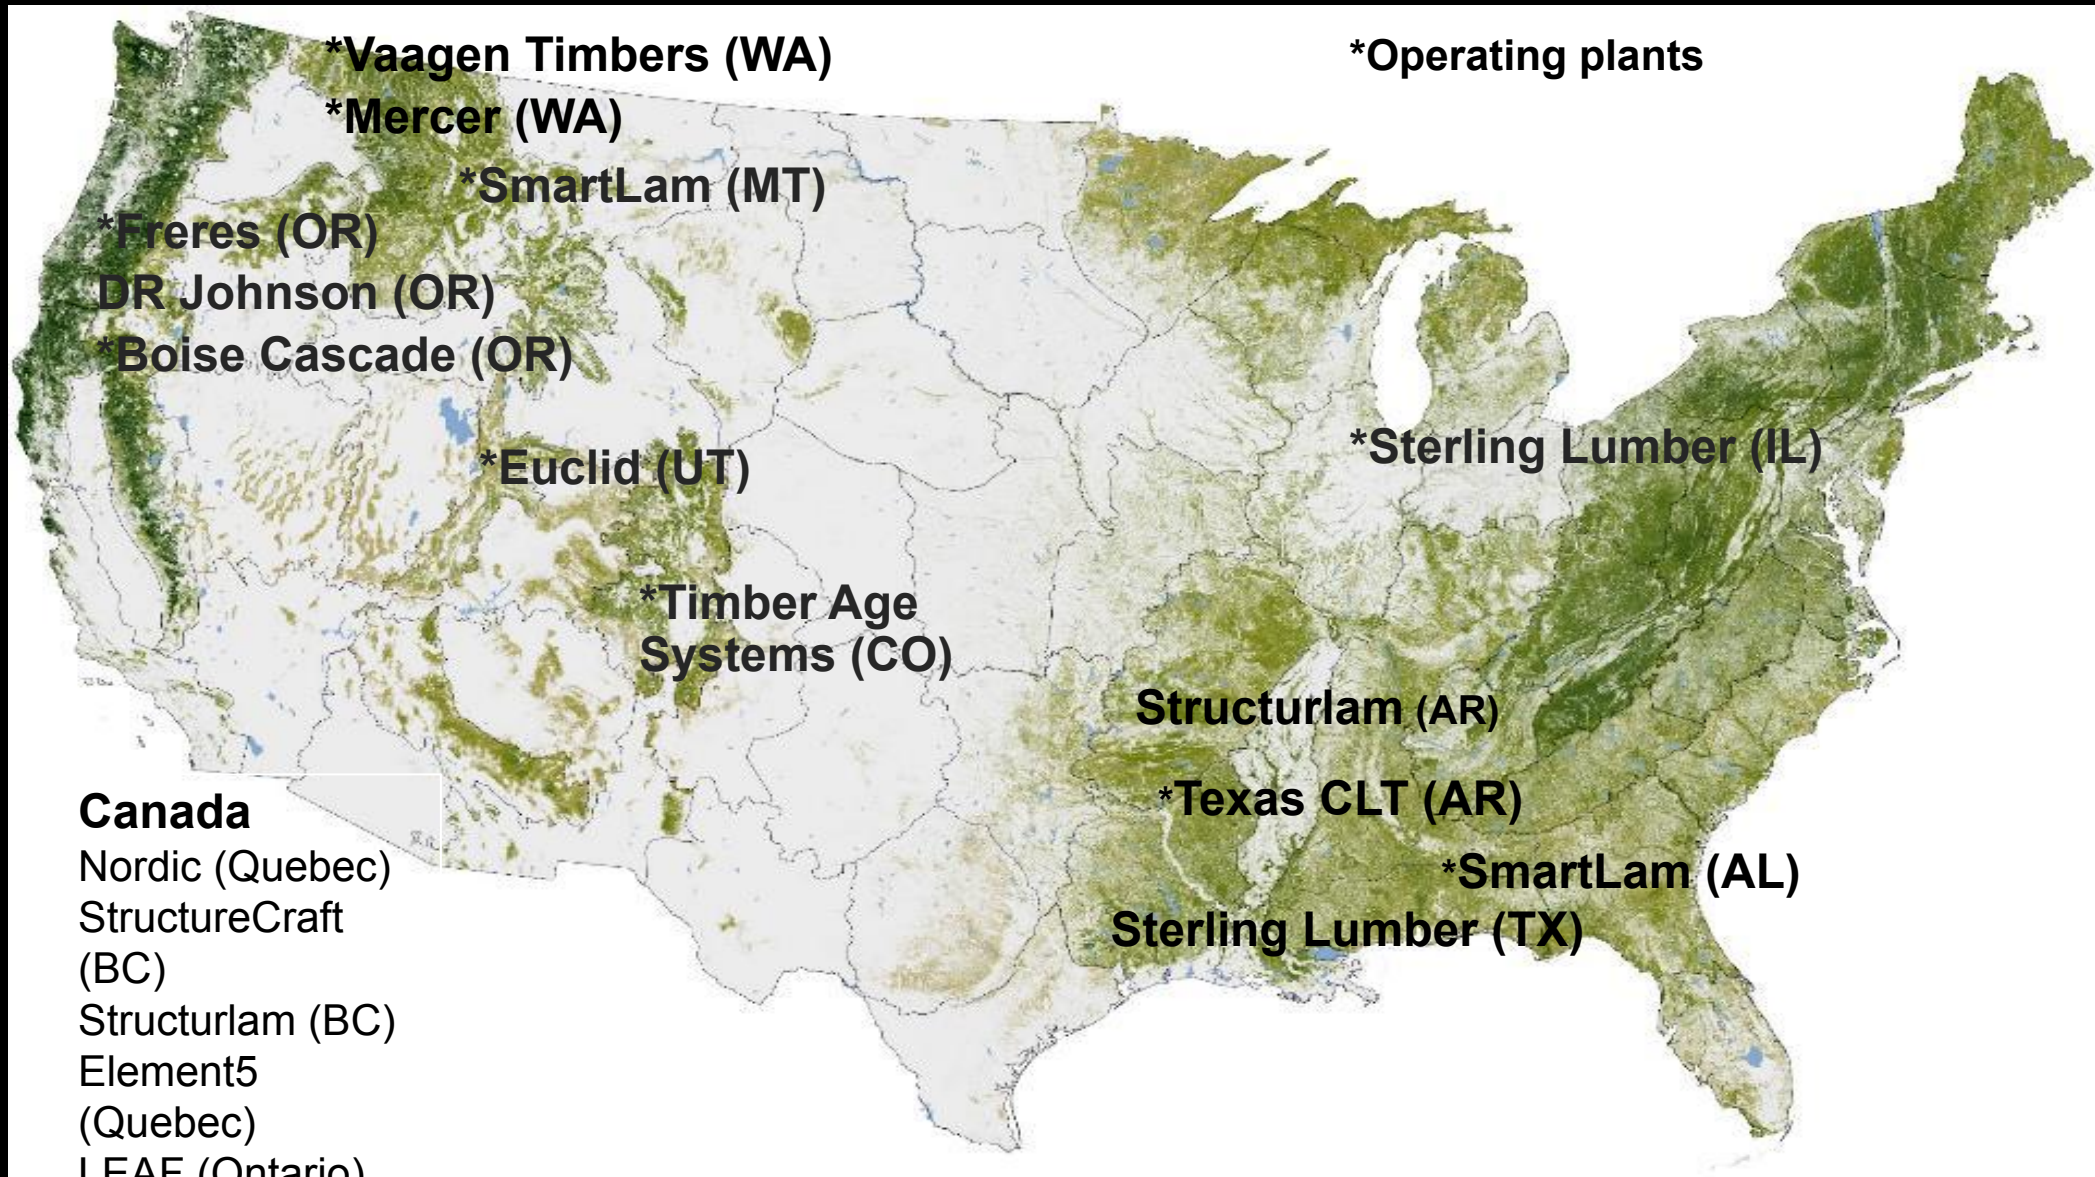 *Vaagen Timbers (WA)
*Operating plants
*Mercer (WA)
*SmartLam (MT)
*Freres (OR)
DR Johnson (OR)
*Boise Cascade (OR)
*Euclid (UT)
*Sterling Lumber (IL)
*Timber Age
Systems (CO)
Structurlam (AR)
*Texas CLT (AR)
*SmartLam (AL)
Sterling Lumber (TX)
Canada
Nordic (Quebec)
StructureCraft
(BC)
Structurlam (BC)
Element5
(Quebec)
LEAF (Ontario)